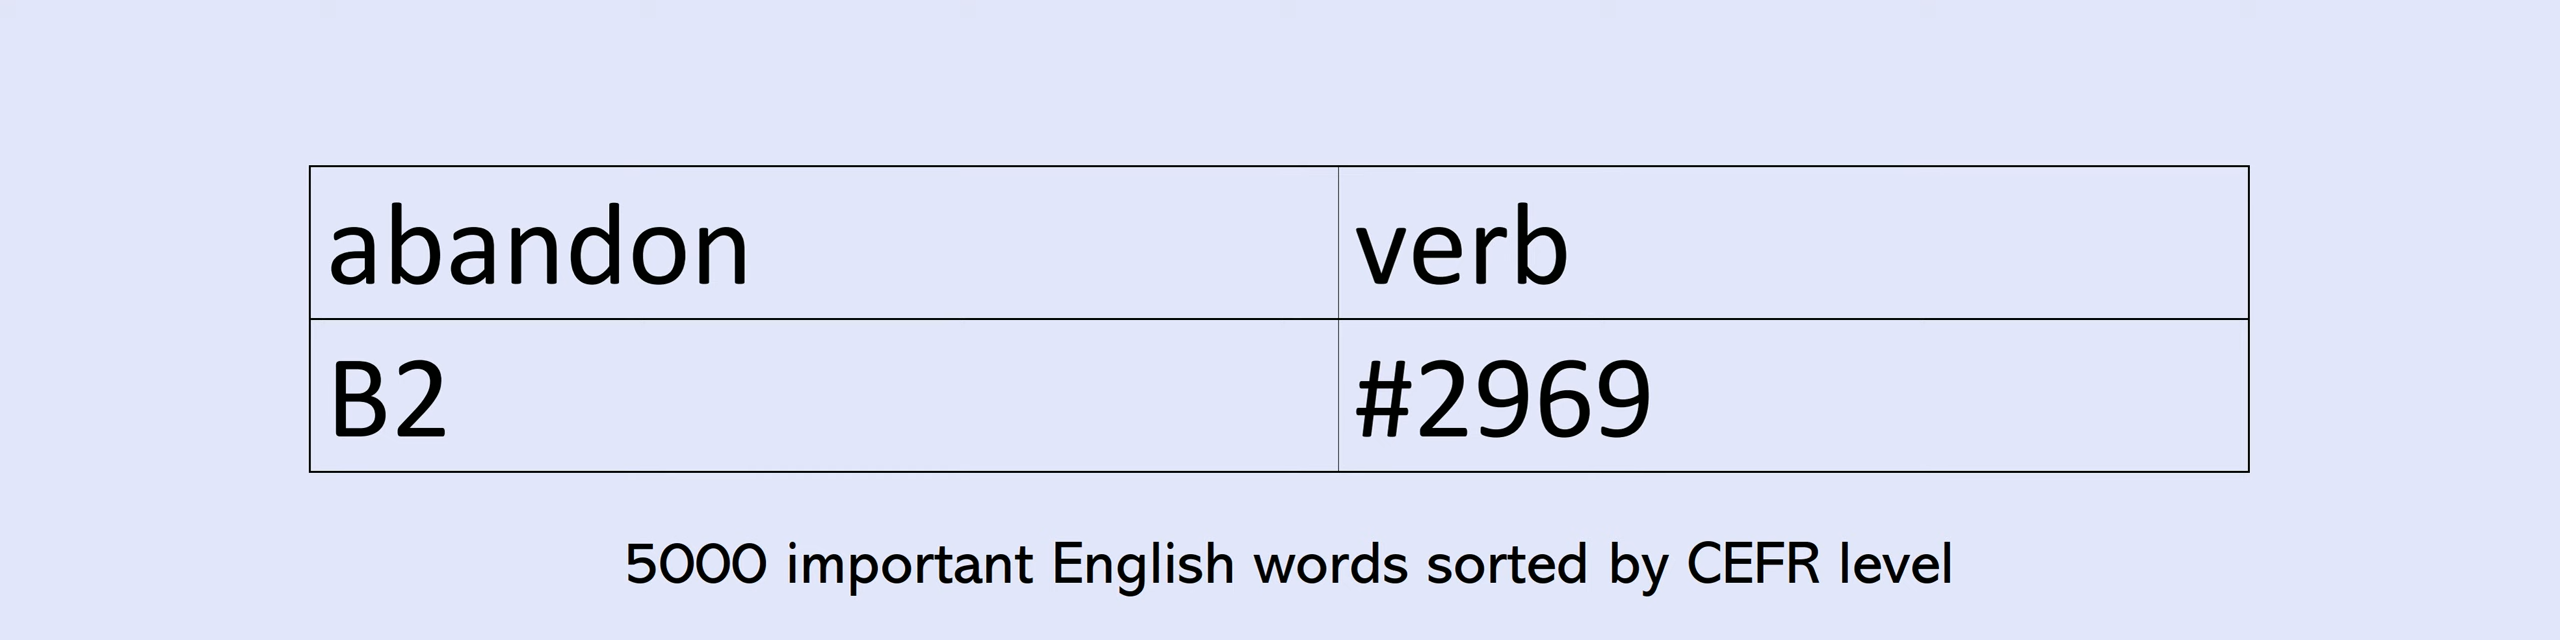 abandon verb
B2 #2969
5000 important English words sorted by CEFR level